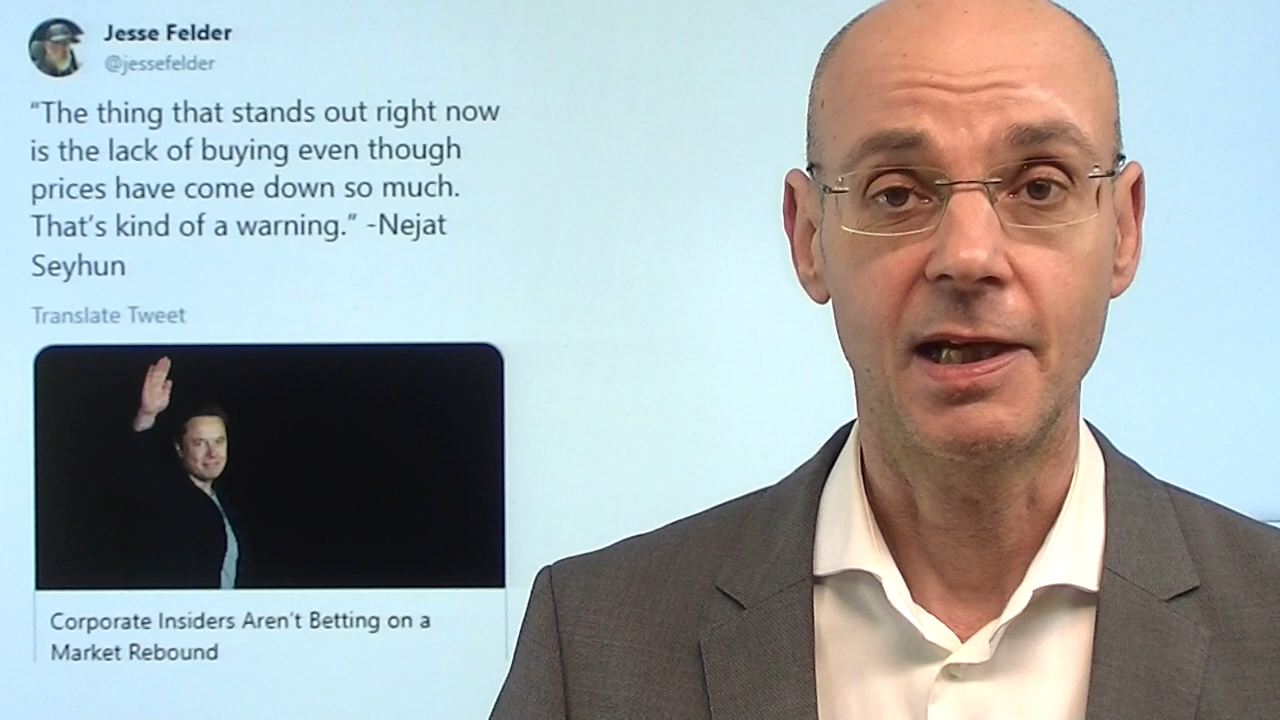 Jesse Felder
@jessefelder
“The thing that stands out right now
is the lack of buying even though
prices have come down so much.
That’s kind of a warning.” -Nejat
Seyhun
Translate Tweet
Corporate Insiders Aren’t Betting on a
Market Rebound